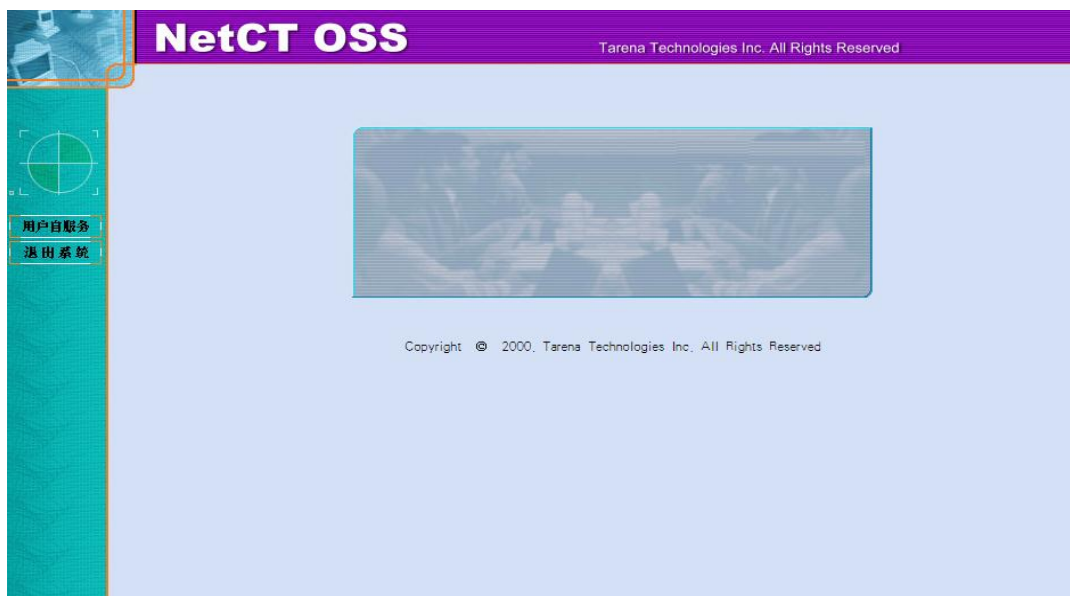 NetCT OSS
Tarena Technologies Inc. All Rights Reserved
用户自服务
退出系统
Copyright © 2000, Tarena Technologies Inc, All Rights Reserved